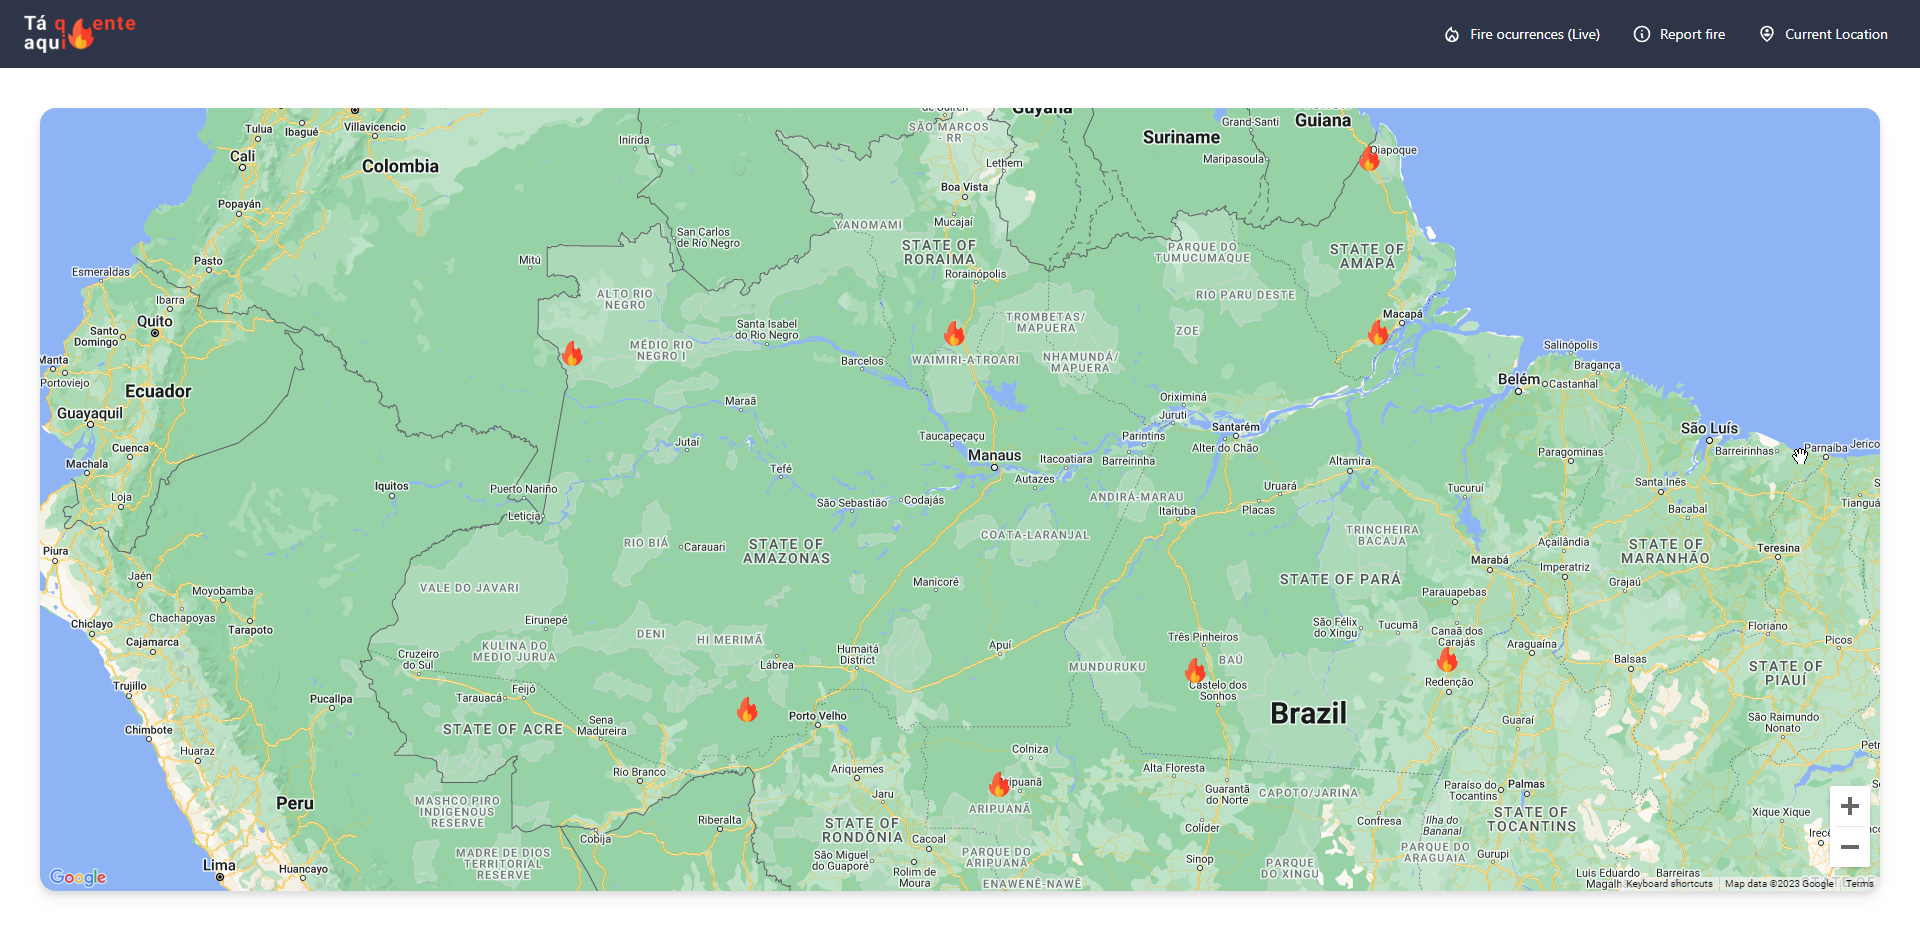 Tá quente
aqui
Fire ocurrences (Live)
Report fire
Current Location
Guyana
Tulua
Ibagué
Villavicencio
SÃO MARCOS
- RR
Grand-Santi
Guiana
Cali
Colombia
Inírida
Suriname
Lethem
Maripasoula
Oiapoque
Popayán
Boa Vista
Mucajaí
YANOMAMI
San Carlos
de Río Negro
STATE OF
RORAIMA
PARQUE DO
TUMUCUMAQUE
STATE OF
AMAPÁ
Pasto
Mitú
Esmeraldas
Rorainópolis
Ibarra
ALTO RIO
NEGRO
RIO PARU DESTE
Quito
Santo
Domingo
Santa Isabel
do Rio Negro
TROMBETAS/
MAPUERA
ZOE
Macapá
Manta
Portoviejo
MÉDIO RIO
NEGRO I
Barcelos
WAIMIRI-ATROARI
NHAMUNDÁ/
MAPUERA
Salinópolis
Bragança
Belém
Castanhal
Ecuador
Guayaquil
Maraã
Oriximiná
Juruti
Santarém
São Luís
Cuenca
Jutaí
Taucapeçaçu
Parintins
Alter do Chão
Barreirinhas
Parnaíba
Jerico
Machala
Manaus
Itacoatiara
Barreirinha
Altamira
Paragominas
Tefé
Autazes
Loja
Iquitos
Puerto Nariño
São Sebastião
Codajás
ANDIRÁ-MARAU
Uruará
Tucuruí
Santa Inês
Leticia
Itaituba
Placas
Bacabal
Tianguá
Piura
RIO BIÁ
Carauari
STATE OF
AMAZONAS
COATA-LARANJAL
TRINCHEIRA
BACAJA
Açailândia
STATE OF
MARANHÃO
Teresina
Jaén
Moyobamba
VALE DO JAVARI
Manicoré
STATE OF PARÁ
Marabá
Imperatriz
Grajaú
Parauapebas
Chachapoyas
Chiclayo
Tarapoto
Eirunepé
DENI
HI MERIMÃ
Três Pinheiros
São Félix
do Xingu
Tucumã
Canaã dos
Carajás
Floriano
Picos
Cajamarca
KULINA DO
MEDIO JURUA
Humaitá
District
Apuí
Araguaína
Cruzeiro
do Sul
Lábrea
MUNDURUKU
BAÚ
Balsas
STATE OF
PIAUÍ
Trujillo
Pucallpa
Tarauacá
Feijó
Castelo dos
Sonhos
Redenção
Chimbote
STATE OF ACRE
Sena
Madureira
Porto Velho
Brazil
Guaraí
São Raimundo
Nonato
Huaraz
Colniza
Petr
Rio Branco
Ariquemes
Alta Floresta
Jaru
Guarantã
do Norte
CAPOTO/JARINA
Paraíso do
Tocantins
Palmas
Peru
MASHCO PIRO
INDIGENOUS
RESERVE
ARIPUANÃ
STATE OF
TOCANTINS
Xique Xique
Riberalta
STATE OF
RONDÔNIA
Colíder
Confresa
Ilha do
Bananal
Irecê
Cobija
Cacoal
PARQUE DO
ARAGUAIA
Gurupi
Lima
Huancayo
MADRE DE DIOS
TERRITORIAL
RESERVE
São Miguel
do Guaporé
Rolim de
Moura
PARQUE DO
ARIPUANÃ
ENAWENÊ-NAWÊ
Sinop
PARQUE
DO XINGU
Luis Eduardo
Magalh
Barreiras
Google
Keyboard shortcuts
Map data ©2023 Google
Terms